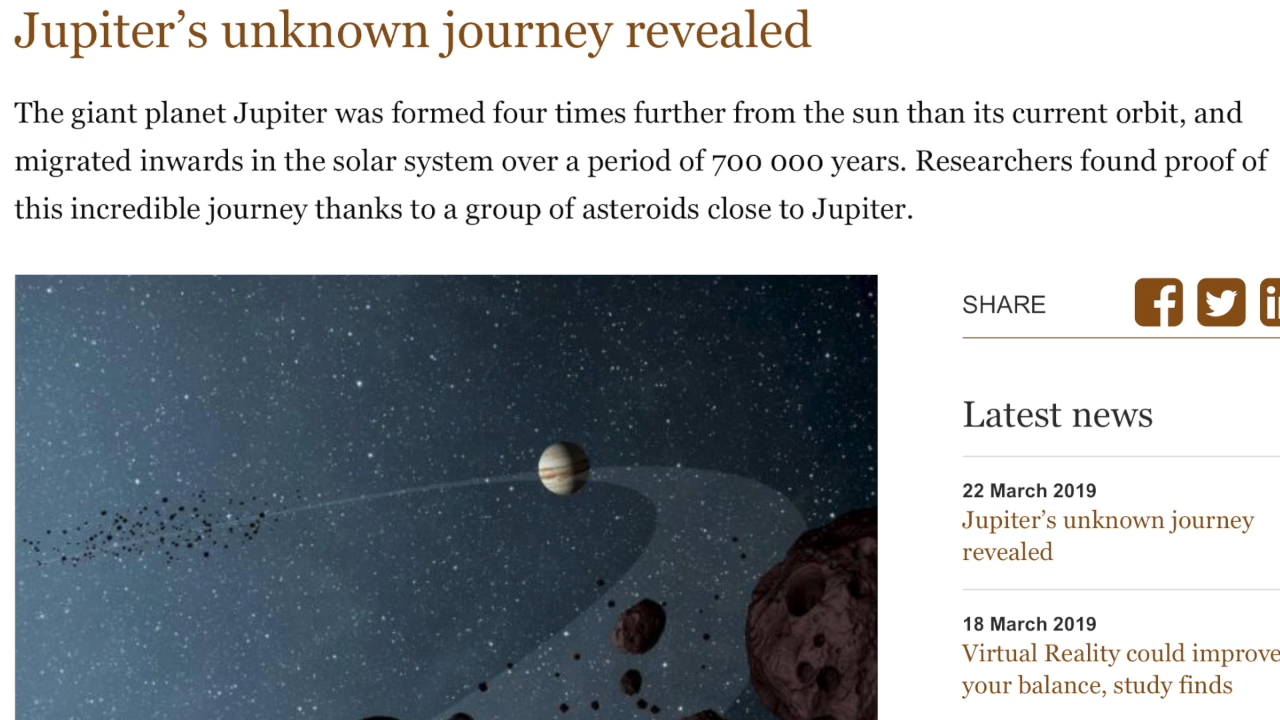 Jupiter’s unknown journey revealed
The giant planet Jupiter was formed four times further from the sun than its current orbit, and
migrated inwards in the solar system over a period of 700 000 years. Researchers found proof of
this incredible journey thanks to a group of asteroids close to Jupiter.
SHARE
Latest news
22 March 2019
Jupiter’s unknown journey
revealed
18 March 2019
Virtual Reality could improve
your balance, study finds